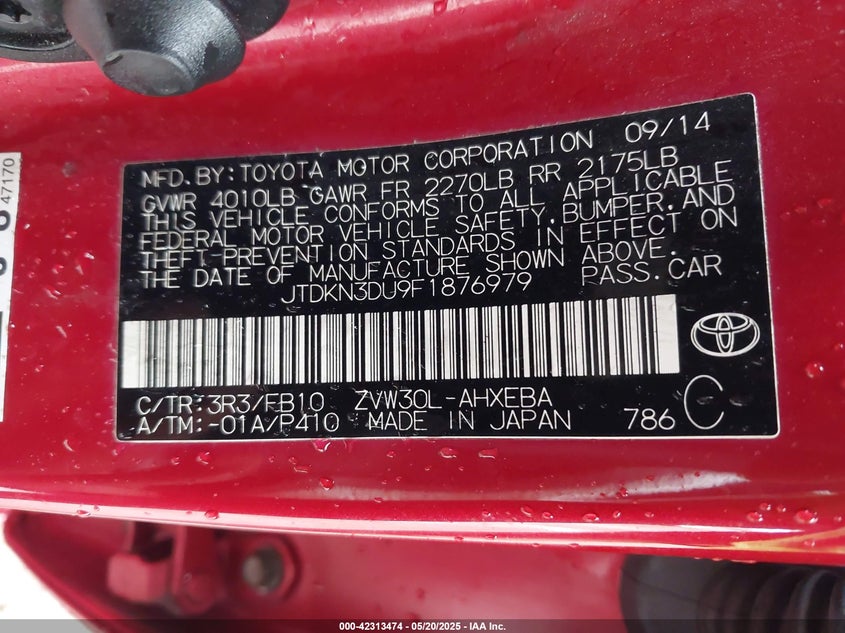 47170
MFD. BY: TOYOTA MOTOR CORPORATION 09/14
GVWR 4010LB GAWR FR 2270LB RR 2175LB
THIS VEHICLE CONFORMS TO ALL APPLICABLE
FEDERAL MOTOR VEHICLE SAFETY, BUMPER, AND
THEFT-PREVENTION STANDARDS IN EFFECT ON
THE DATE OF MANUFACTURE SHOWN ABOVE.
JTDKN3DU9F1876979 PASS.CAR
C/TR: 3R3/FB10 ZVW30L-AHXEBA
A/TM: -01A/P410 MADE IN JAPAN 786 C
000-42313474 - 05/20/2025 - IAA Inc.